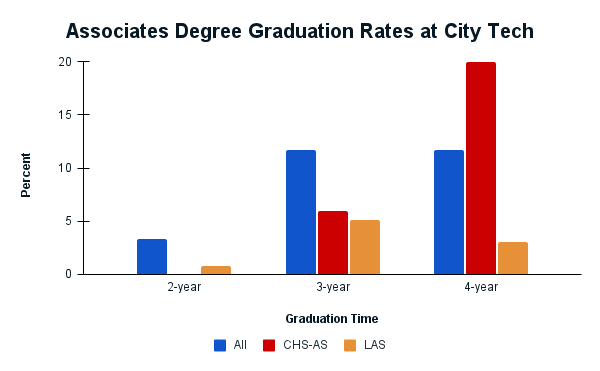 Associates Degree Graduation Rates at City Tech
20
15
10
5
0
Percent
2-year
3-year
4-year
Graduation Time
All
CHS-AS
LAS